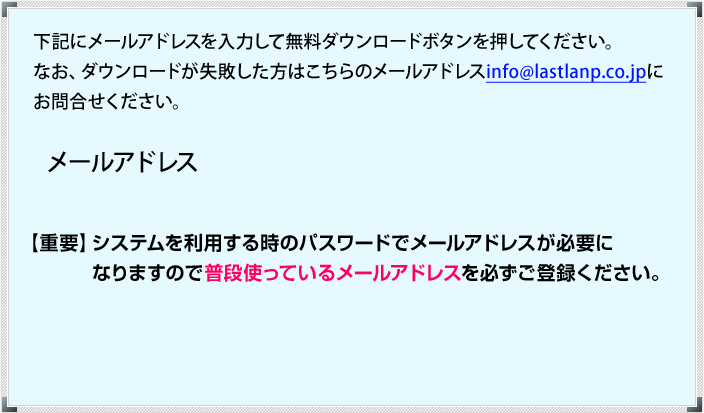 下記にメールアドレスを入力して無料ダウンロードボタンを押してください。
なお、ダウンロードが失敗した方はこちらのメールアドレスinfo@lastlanp.co.jpに
お問合せください。
メールアドレス
【重要】システムを利用する時のパスワードでメールアドレスが必要に
なりますので普段使っているメールアドレスを必ずご登録ください。